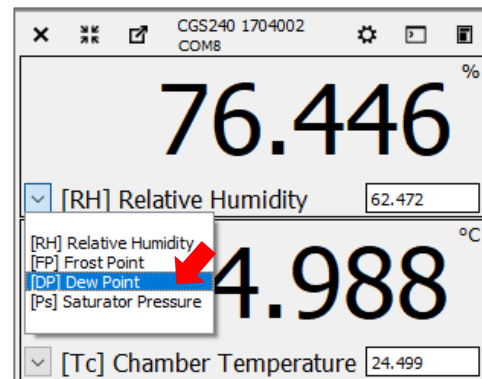 CGS240 1704002
COM8
%
76.446
[RH] Relative Humidity 62.472
[RH] Relative Humidity
[FP] Frost Point
[DP] Dew Point
[Ps] Saturator Pressure
°C
4.988
[Tc] Chamber Temperature 24.499